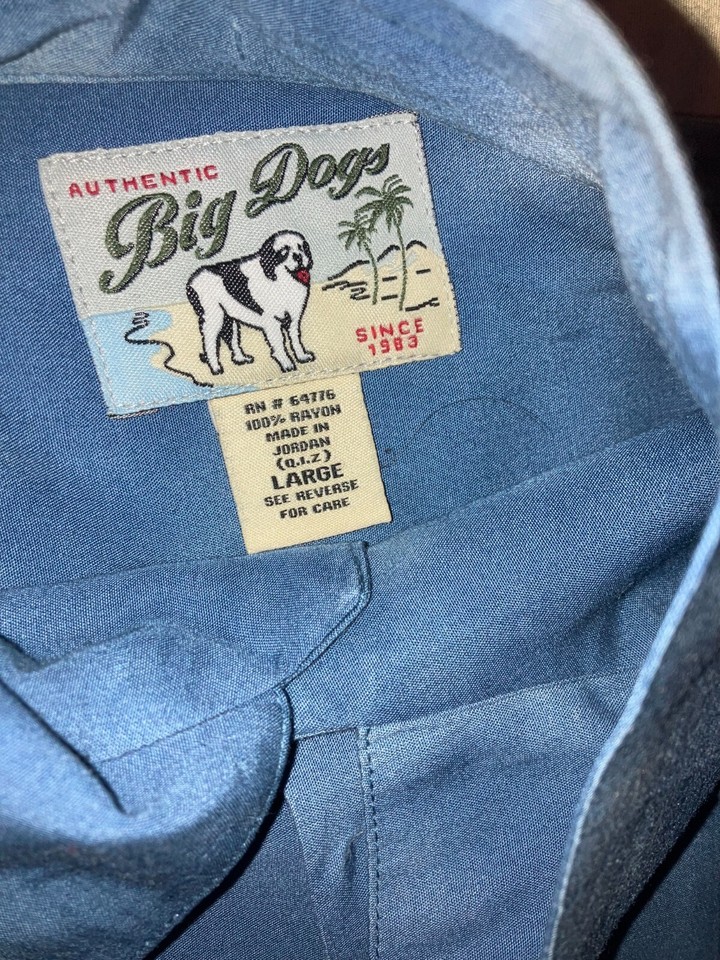 AUTHENTIC
Big Dogs
SINCE
1983
RN # 64776
100% RAYON
MADE IN
JORDAN
(Q.I.Z)
LARGE
SEE REVERSE
FOR CARE